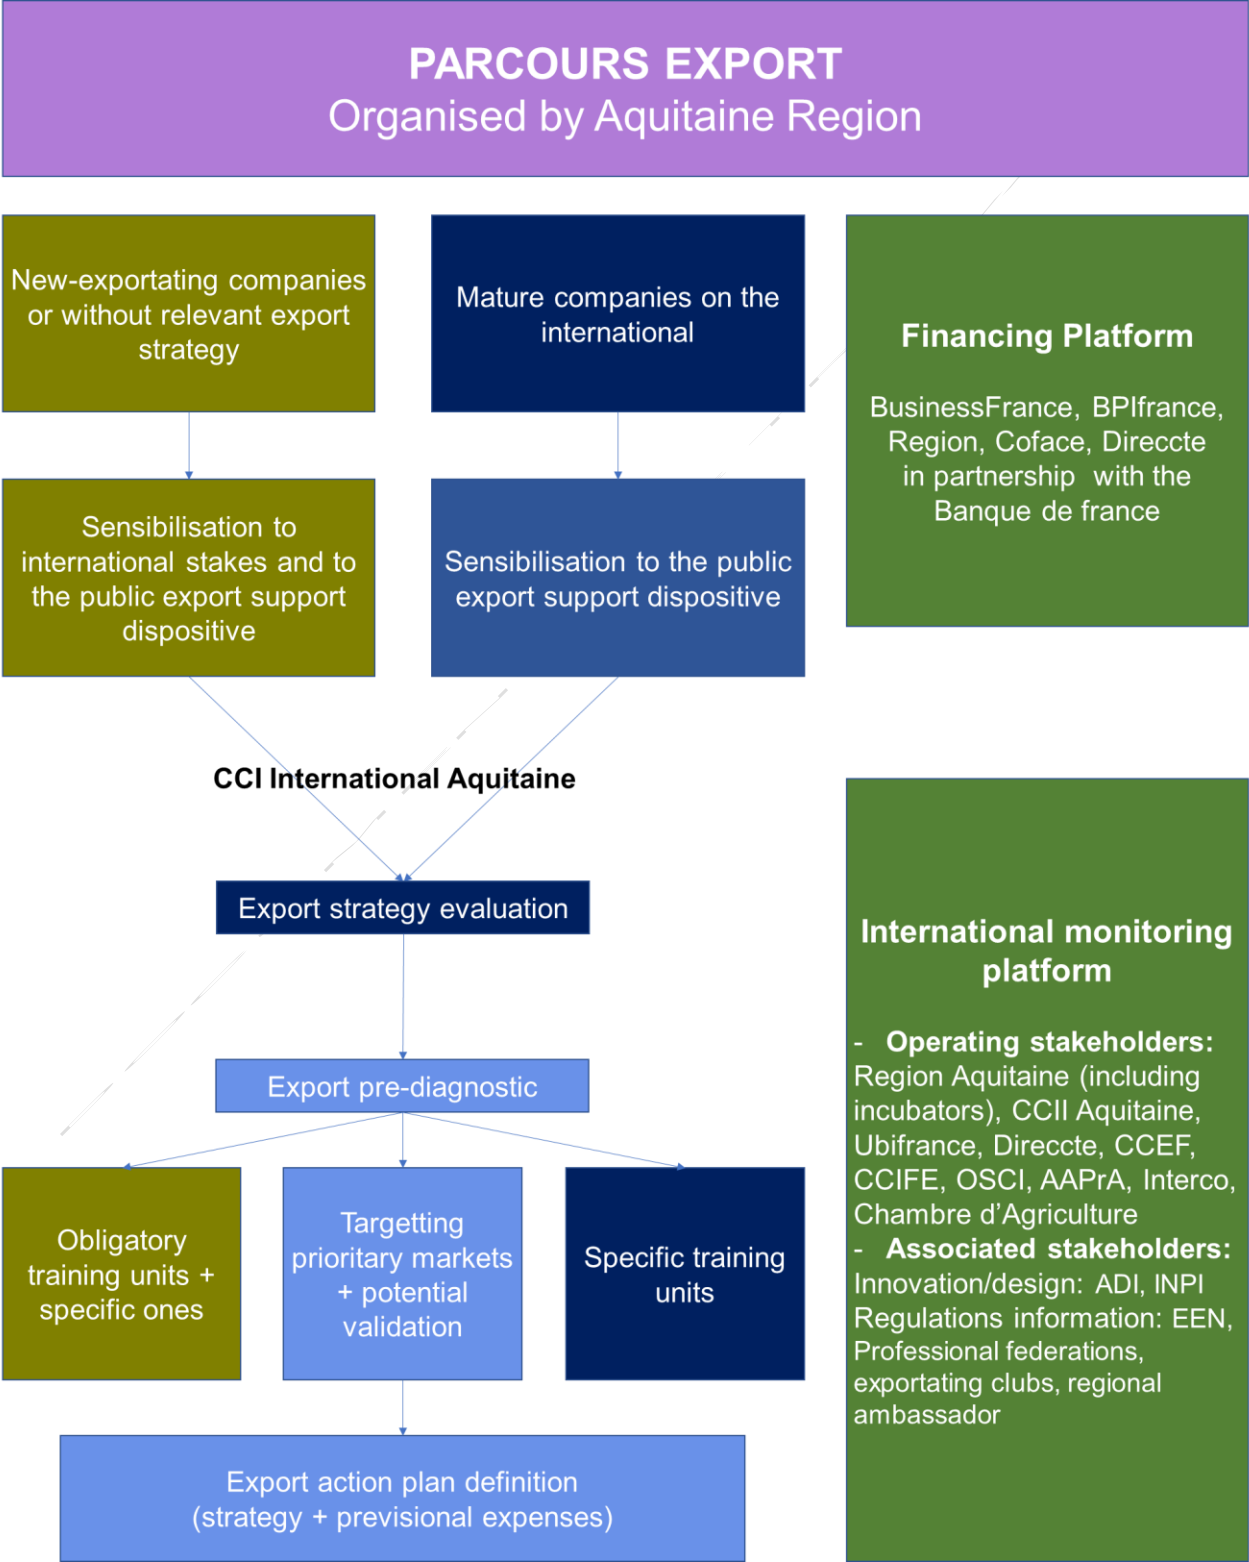 PARCOURS EXPORT
Organised by Aquitaine Region
New-exportating companies
or without relevant export
strategy
Mature companies on the
international
Financing Platform
BusinessFrance, BPIfrance,
Region, Coface, Direccte
in partnership with the
Banque de france
Sensibilisation to
international stakes and to
the public export support
dispositive
Sensibilisation to the public
export support dispositive
CCI International Aquitaine
Export strategy evaluation
Export pre-diagnostic
Obligatory
training units +
specific ones
Targetting
prioritary markets
+ potential
validation
Specific training
units
Export action plan definition
(strategy + previsional expenses)
International monitoring
platform
- Operating stakeholders:
Region Aquitaine (including
incubators), CCII Aquitaine,
Ubifrance, Direccte, CCEF,
CCIFE, OSCI, AAPrA, Interco,
Chambre d'Agriculture
- Associated stakeholders:
Innovation/design: ADI, INPI
Regulations information: EEN,
Professional federations,
exportating clubs, regional
ambassador